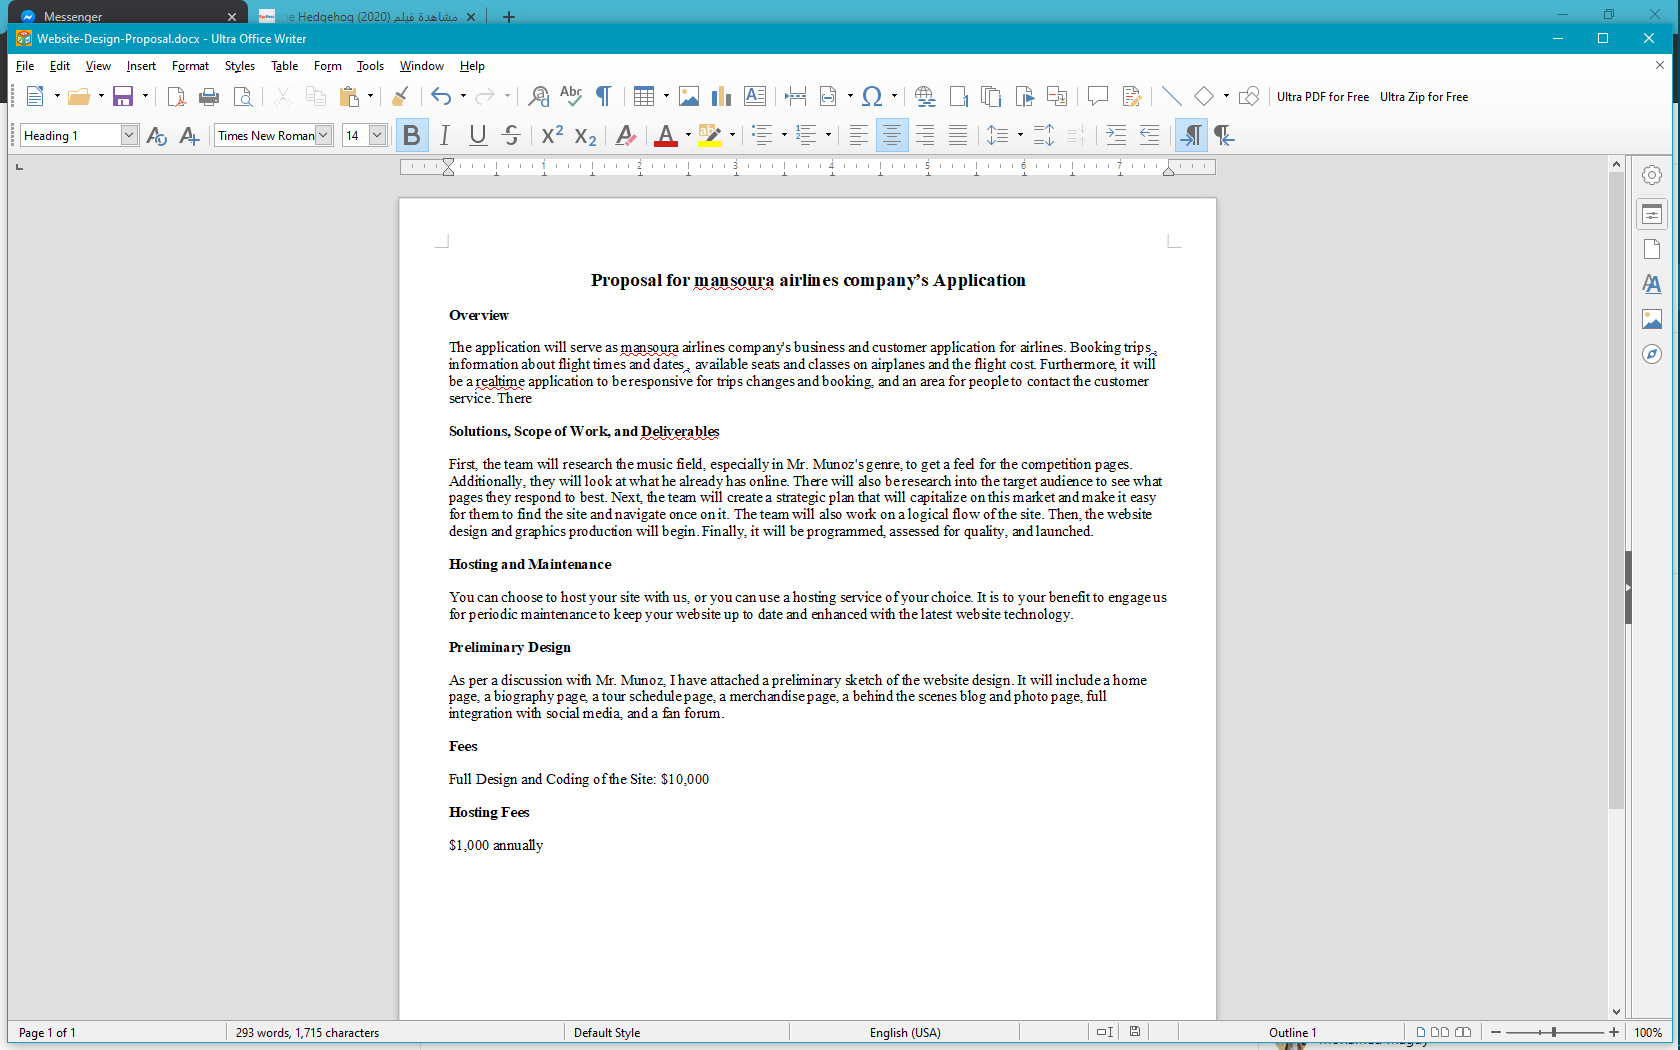 Messenger
مشاهدة فيلم Hedgehog (2020)
Website-Design-Proposal.docx - Ultra Office Writer
File Edit View Insert Format Styles Table Form Tools Window Help
Ultra PDF for Free Ultra Zip for Free
Heading 1 Times New Roman 14
1 2 3 4 5 6 7
Proposal for mansoura airlines company’s Application
Overview
The application will serve as mansoura airlines company's business and customer application for airlines. Booking trips ,
information about flight times and dates , available seats and classes on airplanes and the flight cost. Furthermore, it will
be a realtime application to be responsive for trips changes and booking, and an area for people to contact the customer
service. There
Solutions, Scope of Work, and Deliverables
First, the team will research the music field, especially in Mr. Munoz's genre, to get a feel for the competition pages.
Additionally, they will look at what he already has online. There will also be research into the target audience to see what
pages they respond to best. Next, the team will create a strategic plan that will capitalize on this market and make it easy
for them to find the site and navigate once on it. The team will also work on a logical flow of the site. Then, the website
design and graphics production will begin. Finally, it will be programmed, assessed for quality, and launched.
Hosting and Maintenance
You can choose to host your site with us, or you can use a hosting service of your choice. It is to your benefit to engage us
for periodic maintenance to keep your website up to date and enhanced with the latest website technology.
Preliminary Design
As per a discussion with Mr. Munoz, I have attached a preliminary sketch of the website design. It will include a home
page, a biography page, a tour schedule page, a merchandise page, a behind the scenes blog and photo page, full
integration with social media, and a fan forum.
Fees
Full Design and Coding of the Site: $10,000
Hosting Fees
$1,000 annually
Page 1 of 1 293 words, 1,715 characters Default Style English (USA) Outline 1 100%